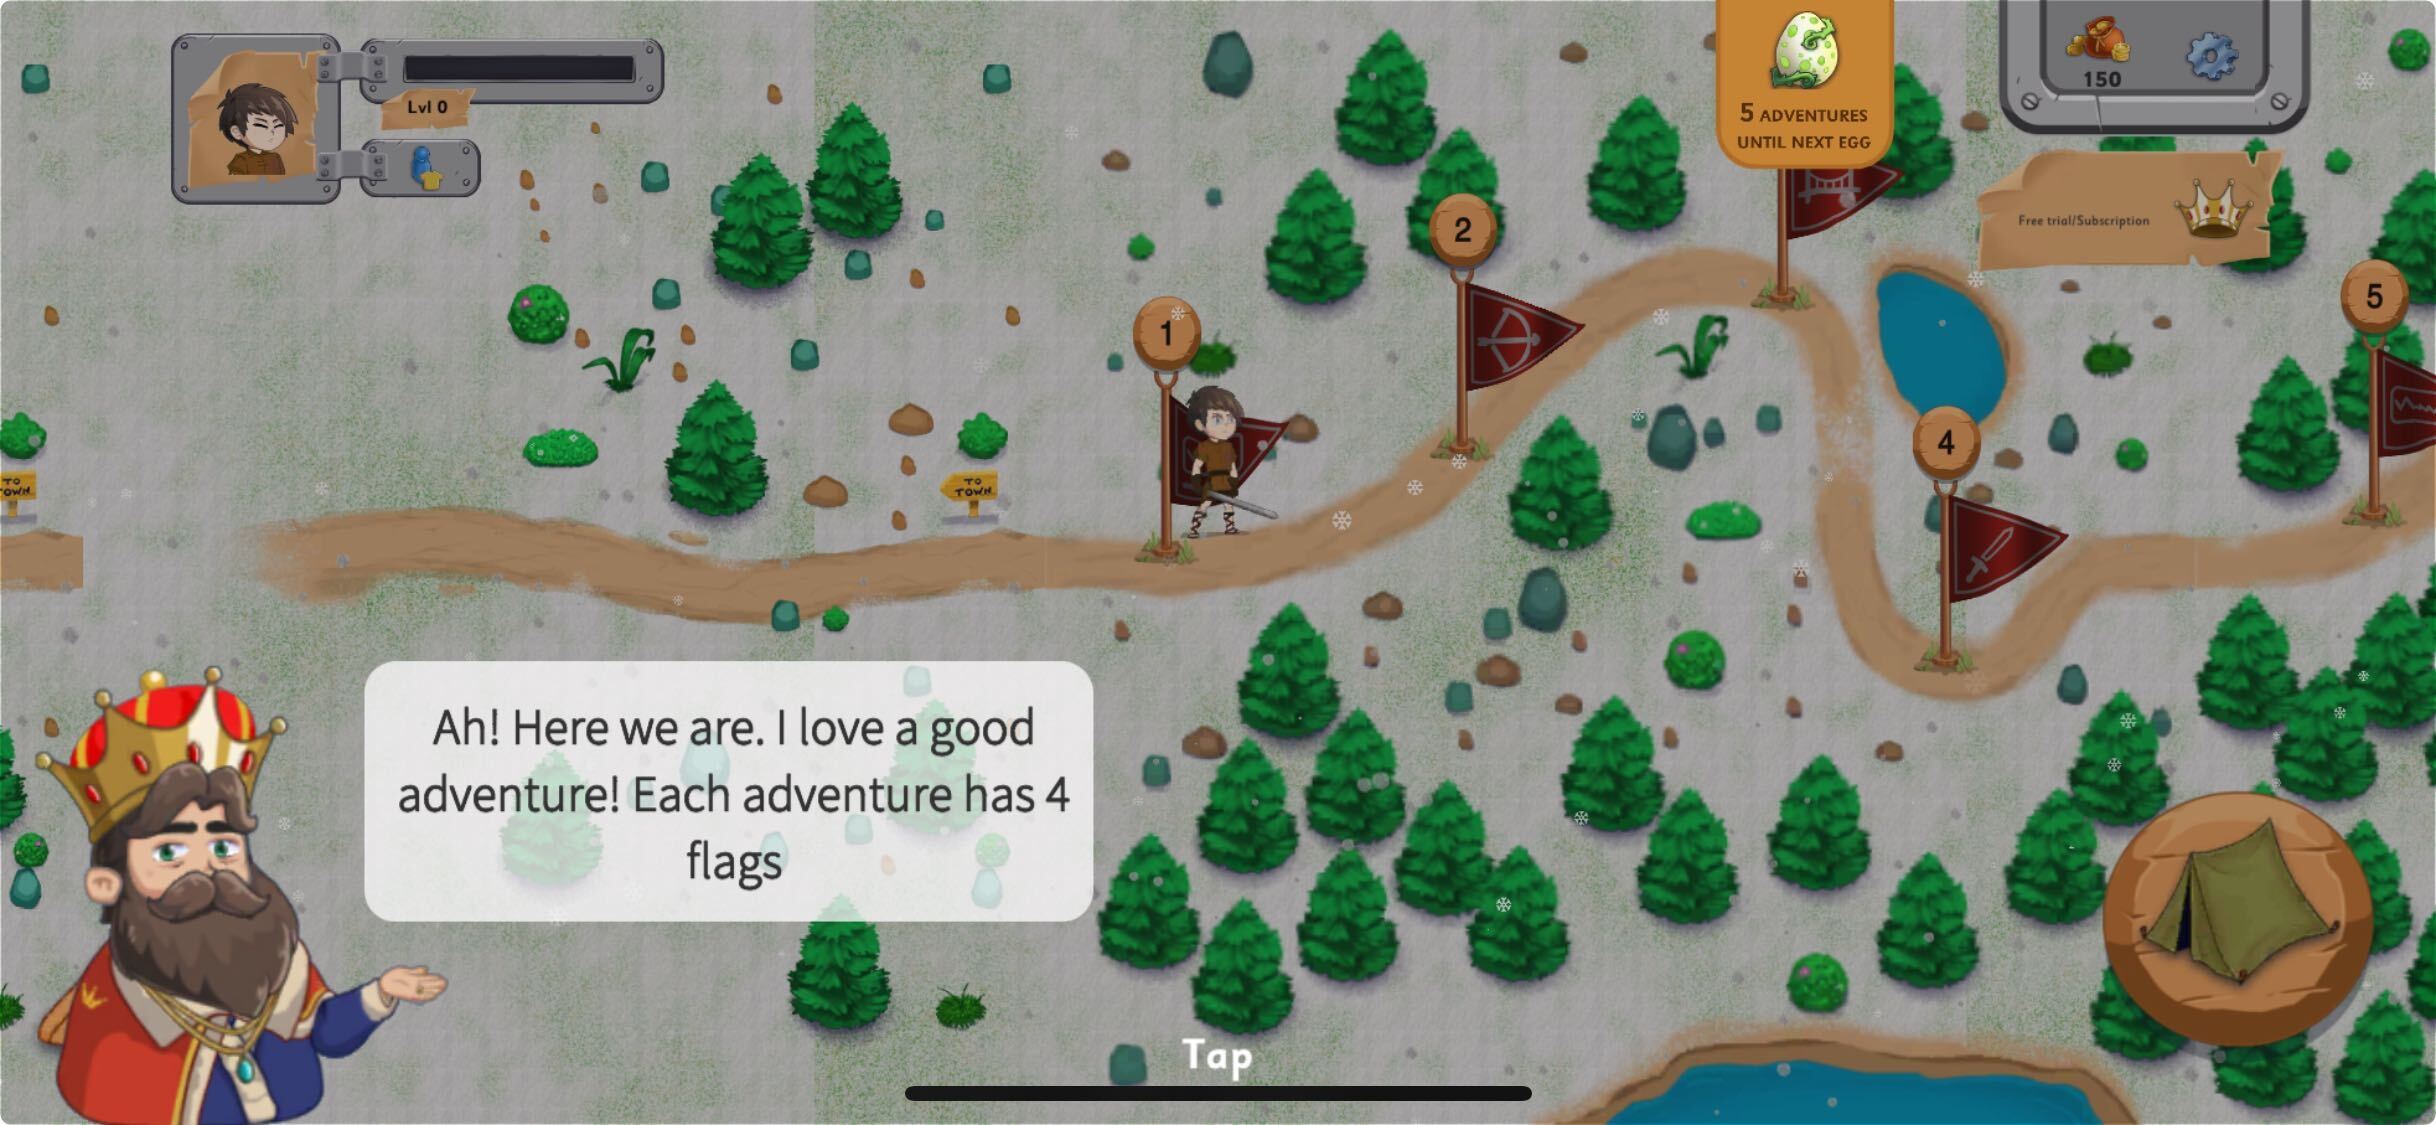 Lvl 0
5 ADVENTURES
UNTIL NEXT EGG
150
Free trial/Subscription
1
2
4
5
TO
TOWN
TO
TOWN
Ah! Here we are. I love a good
adventure! Each adventure has 4
flags
Tap